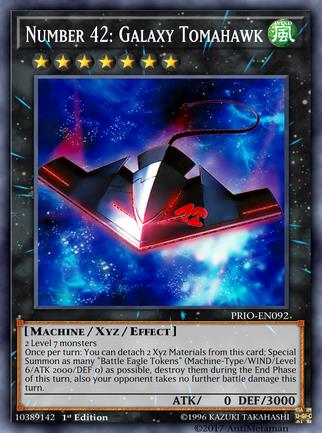 NUMBER 42: GALAXY TOMAHAWK
WIND
風
42
PRIO-EN092
[MACHINE / XYZ / EFFECT]
2 Level 7 monsters
Once per turn: You can detach 2 Xyz Materials from this card; Special
Summon as many "Battle Eagle Tokens" (Machine-Type/WIND/Level
6/ATK 2000/DEF 0) as possible, destroy them during the End Phase
of this turn, also your opponent takes no further battle damage this
turn.
ATK/ 0 DEF/3000
10389142 1st Edition ©1996 KAZUKI TAKAHASHI
©2017 AntiMetaman